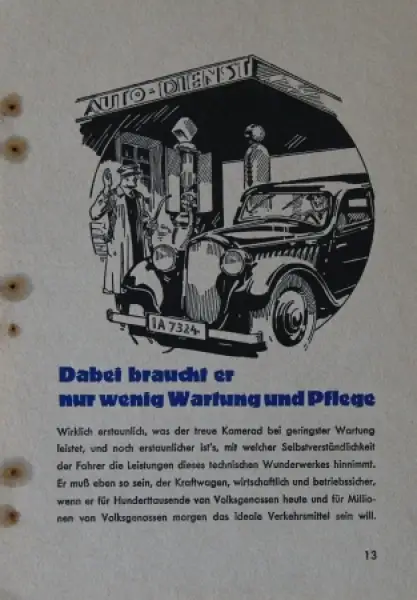 AUTO-DIENST
IA 7324
Dabei braucht er
nur wenig Wartung und Pflege
Wirklich erstaunlich, was der treue Kamerad bei geringster Wartung
leistet, und noch erstaunlicher ist's, mit welcher Selbstverständlichkeit
der Fahrer die Leistungen dieses technischen Wunderwerkes hinnimmt.
Er muß eben so sein, der Kraftwagen, wirtschaftlich und betriebssicher,
wenn er für Hunderttausende von Volksgenossen heute und für Millio-
nen von Volksgenossen morgen das ideale Verkehrsmittel sein will.
13